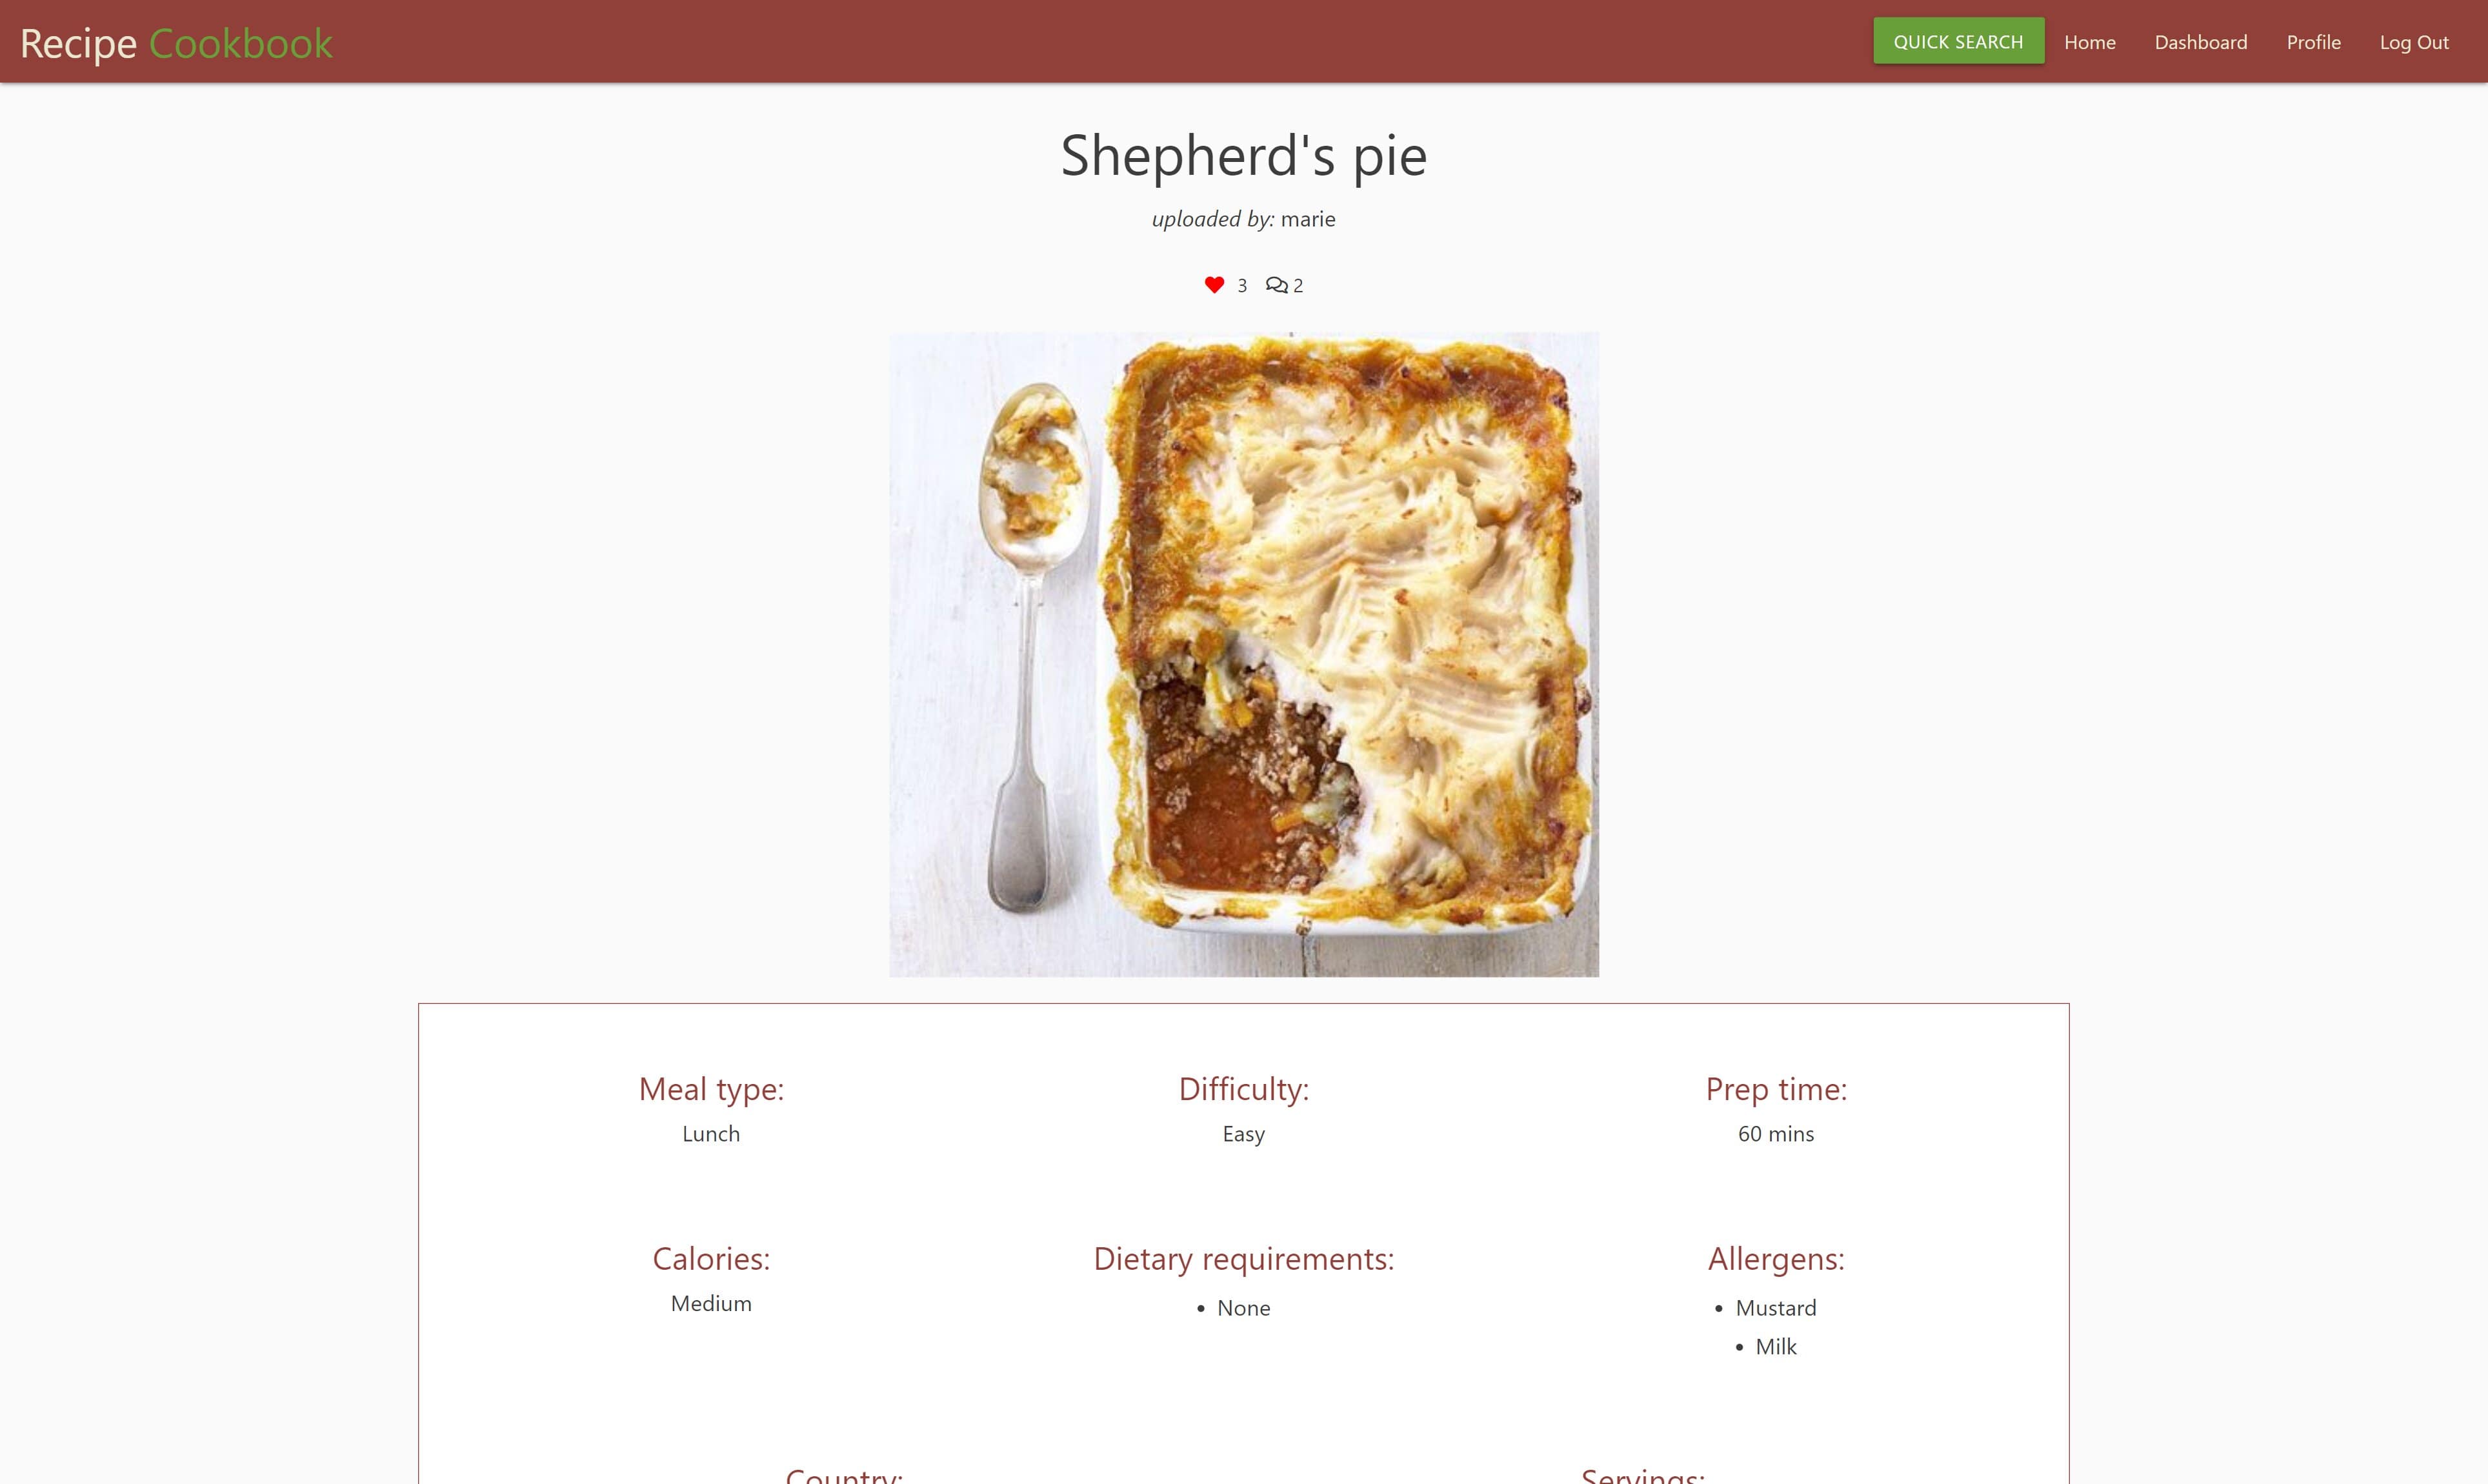 Recipe Cookbook
QUICK SEARCH Home Dashboard Profile Log Out
Shepherd's pie
uploaded by: marie
3 2
Meal type: Difficulty: Prep time:
Lunch Easy 60 mins
Calories: Dietary requirements: Allergens:
Medium
• None
• Mustard
• Milk
Country: Servings: